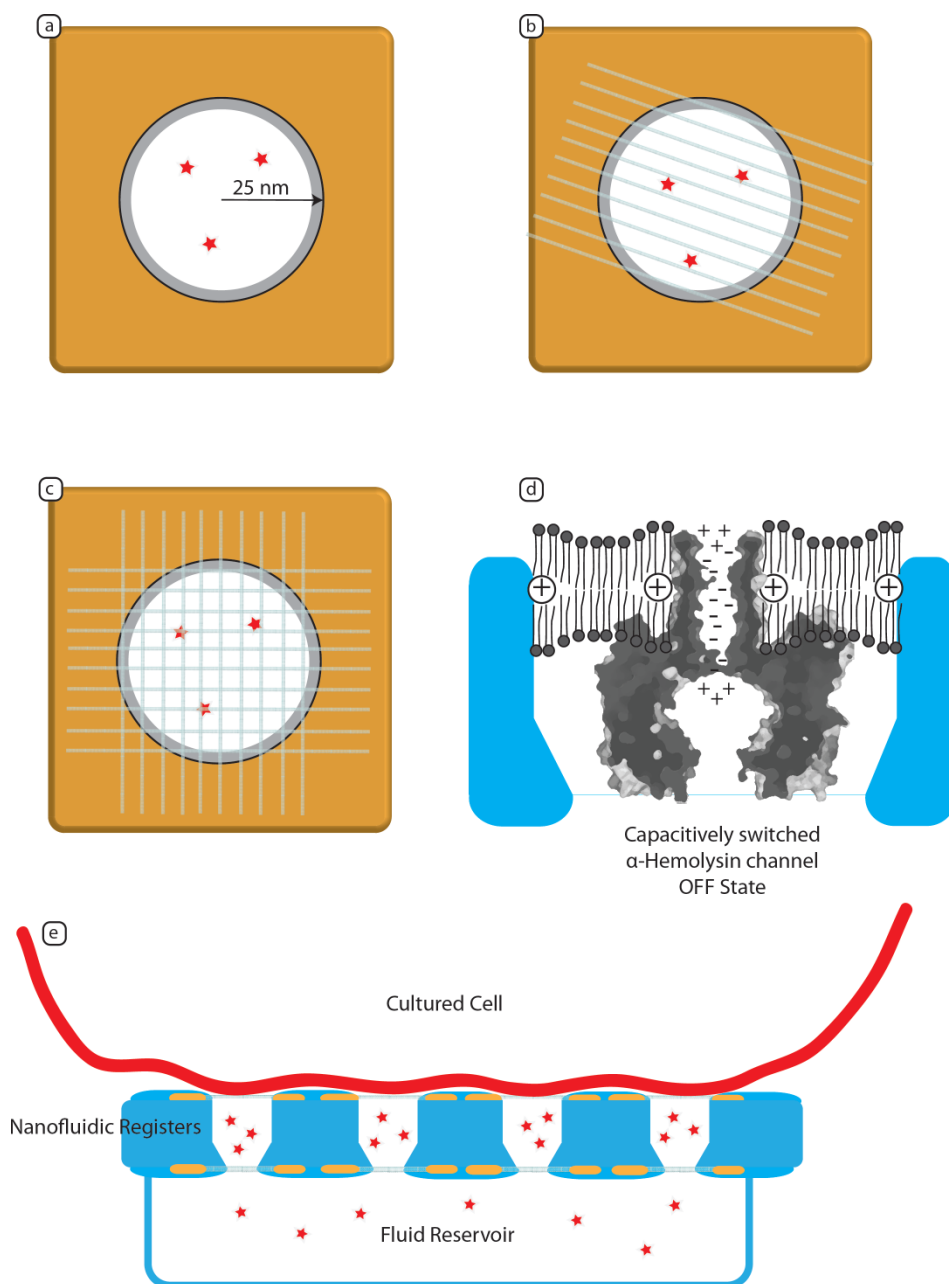 a
b
25 nm
c
d
Capacitively switched
α-Hemolysin channel
OFF State
e
Cultured Cell
Nanofluidic Registers
Fluid Reservoir